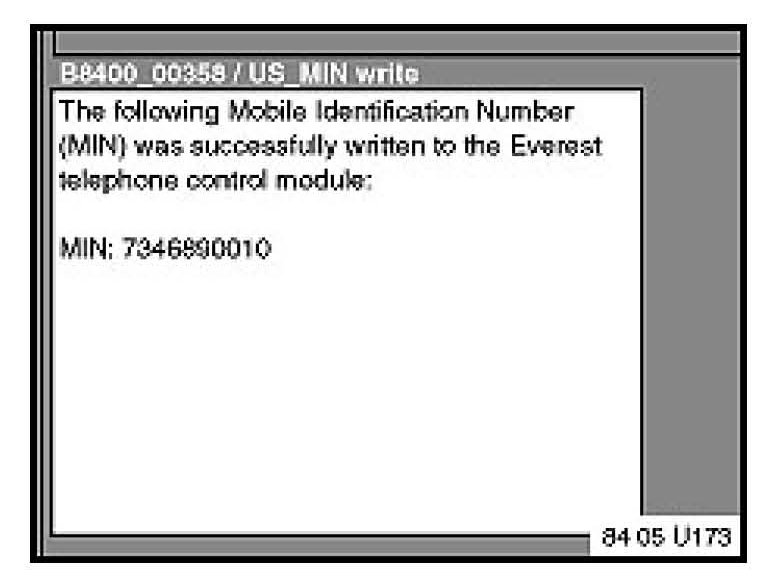 B8400_00358 / US_MIN write
The following Mobile Identification Number
(MIN) was successfully written to the Everest
telephone control module:
MIN: 7346890010
84 05 U173